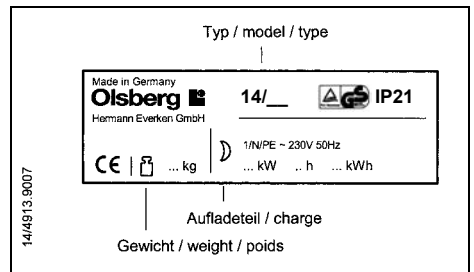 Typ / model / type
Made in Germany
Olsberg
14/__ GS IP21
Hermann Everken GmbH
1/N/PE ~ 230V 50Hz
CE ... kg ... kW .. h ... kWh
Aufladeteil / charge
Gewicht / weight / poids
14/4913.9007